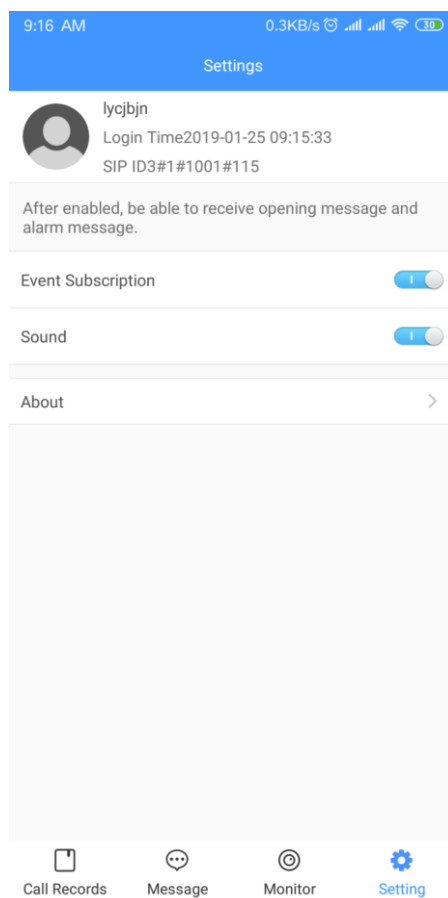 9:16 AM 0.3KB/s 30
Settings
lycjbjn
Login Time2019-01-25 09:15:33
SIP ID3#1#1001#115
After enabled, be able to receive opening message and
alarm message.
Event Subscription
Sound
About
Call Records Message Monitor Setting